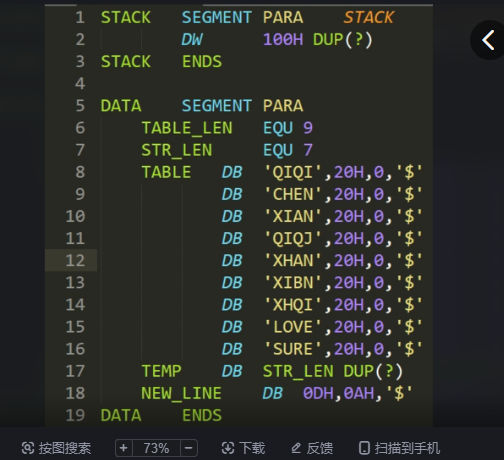 1 STACK SEGMENT PARA STACK
2 DW 100H DUP(?)
3 STACK ENDS
4
5 DATA SEGMENT PARA
6 TABLE_LEN EQU 9
7 STR_LEN EQU 7
8 TABLE DB 'QIQI',20H,0,'$'
9 DB 'CHEN',20H,0,'$'
10 DB 'XIAN',20H,0,'$'
11 DB 'QIQJ',20H,0,'$'
12 DB 'XHAN',20H,0,'$'
13 DB 'XIBN',20H,0,'$'
14 DB 'XHQI',20H,0,'$'
15 DB 'LOVE',20H,0,'$'
16 DB 'SURE',20H,0,'$'
17 TEMP DB STR_LEN DUP(?)
18 NEW_LINE DB 0DH,0AH,'$'
19 DATA ENDS
按图搜索 + 73% − 下载 反馈 扫描到手机